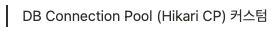 DB Connection Pool (Hikari CP) 커스텀